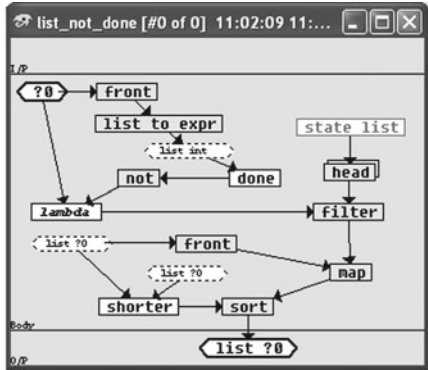 list_not_done [#0 of 0] 11:02:09 11:...
I/P
?0 front
list to expr
state list
list int
head
not done
lambda filter
list ?0 front
list ?0 map
shorter sort
Body
list ?0
O/P